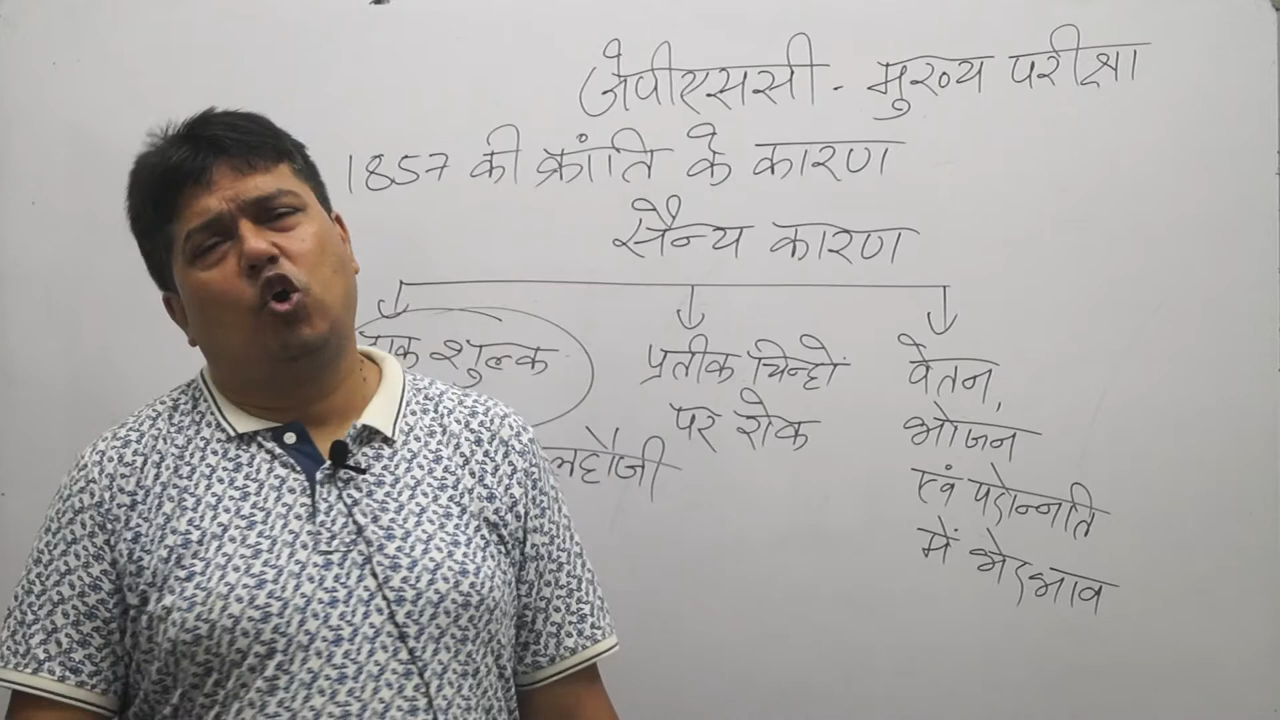 जेपीएससी - मुख्य परीक्षा
1857 की क्रांति के कारण
सैन्य कारण
शुल्क
प्रतीक चिन्हों
पर रोक
वेतन,
भोजन
एवं पदोन्नति
में भेदभाव